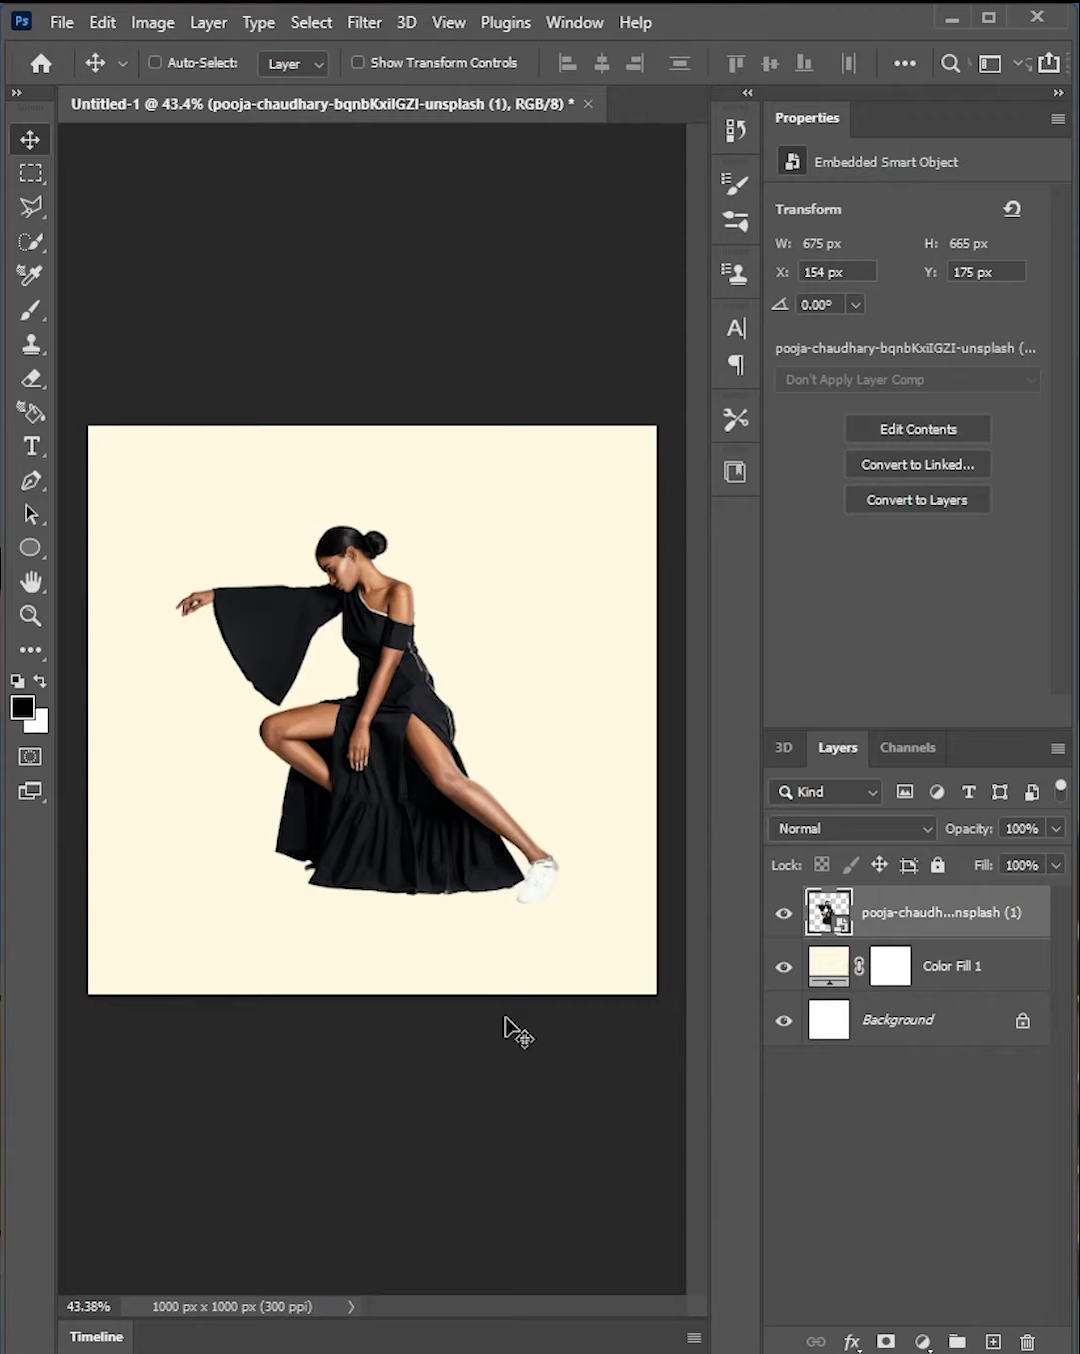 Ps File Edit Image Layer Type Select Filter 3D View Plugins Window Help
Auto-Select: Layer Show Transform Controls
Untitled-1 @ 43.4% (pooja-chaudhary-bqnbKxiIGZI-unsplash (1), RGB/8) *
Properties
Embedded Smart Object
Transform
W: 675 px H: 665 px
X: 154 px Y: 175 px
0.00°
pooja-chaudhary-bqnbKxiIGZI-unsplash (...
Don't Apply Layer Comp
Edit Contents
Convert to Linked...
Convert to Layers
3D Layers Channels
Kind
Normal Opacity: 100%
Lock: Fill: 100%
pooja-chaudh...nsplash (1)
Color Fill 1
Background
43.38% 1000 px x 1000 px (300 ppi)
Timeline
fx